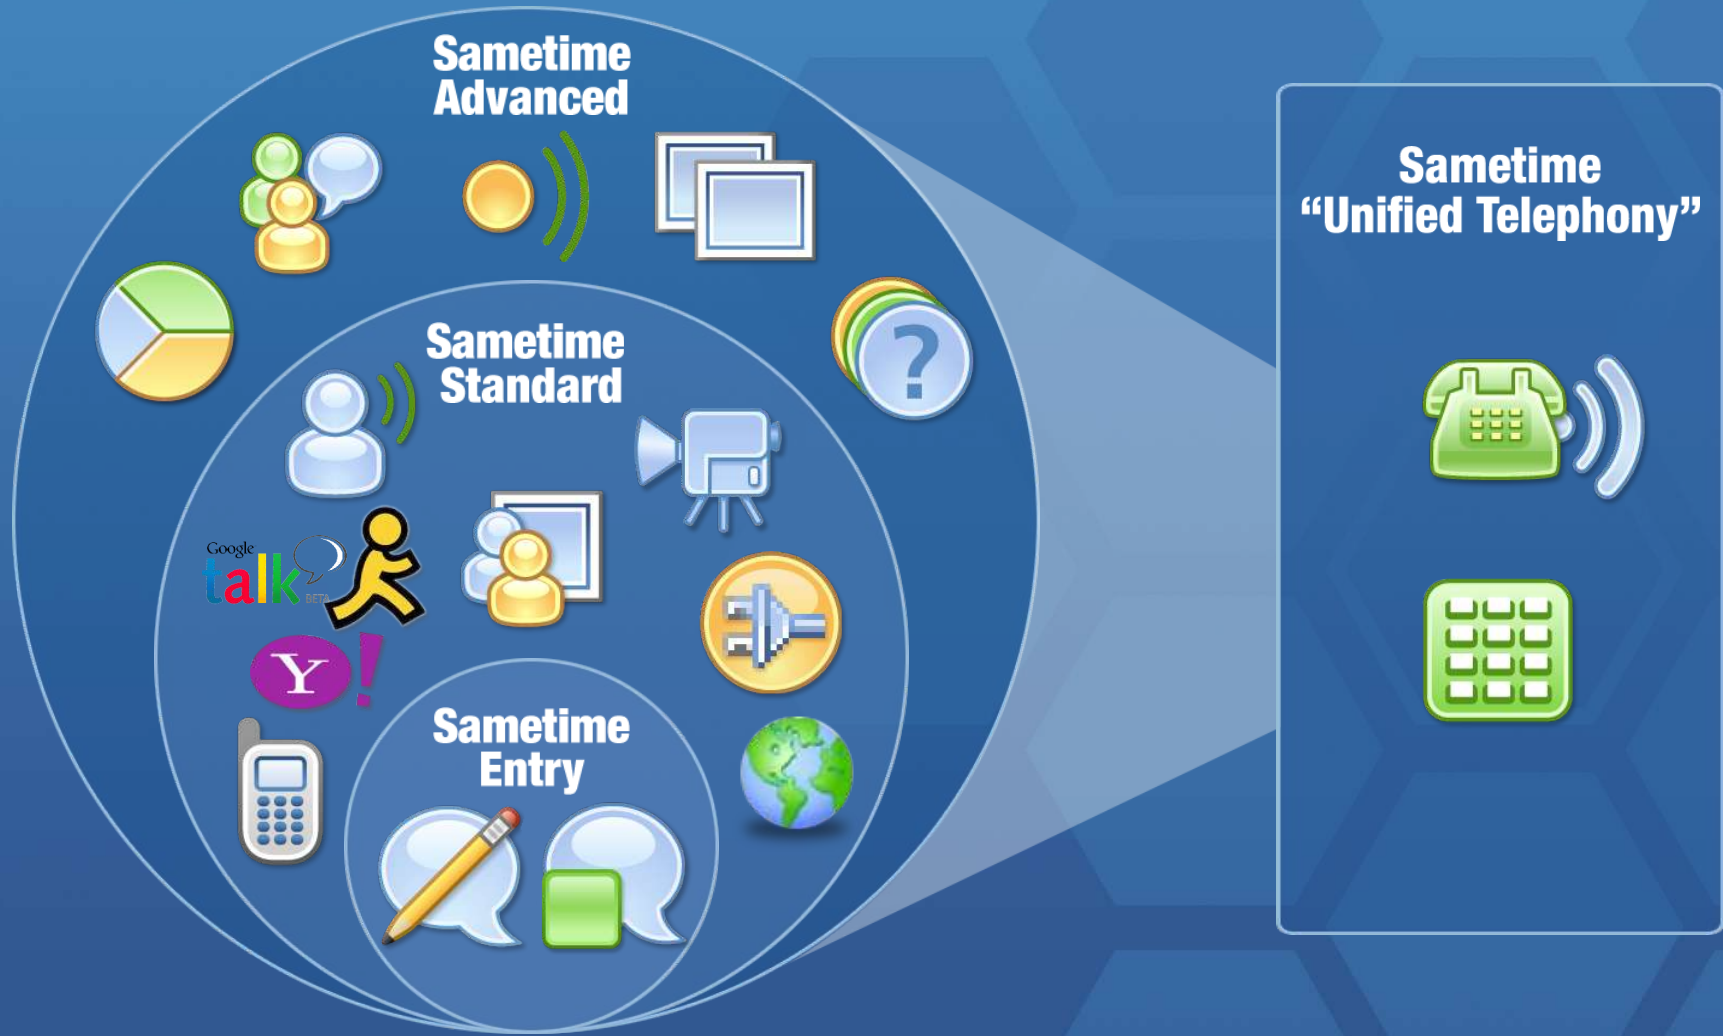 Sametime
Advanced
Sametime
“Unified Telephony”
?
Sametime
Standard
Google
talk
BETA
Y!
Sametime
Entry